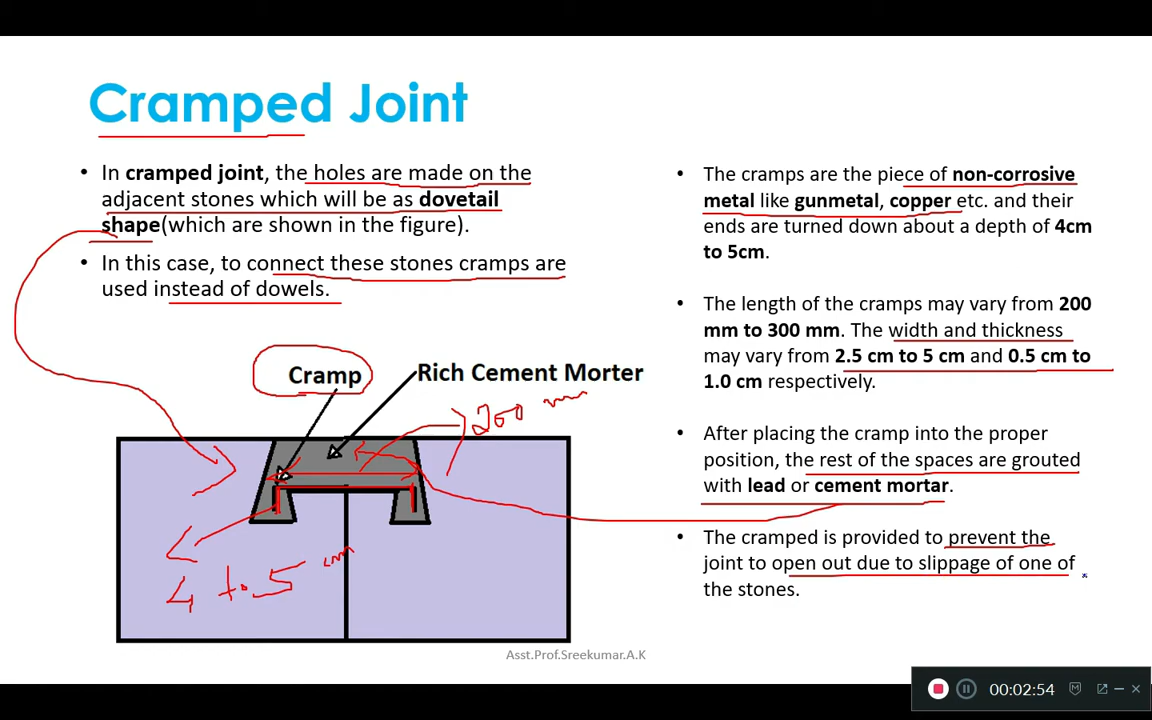 Cramped Joint
• In cramped joint, the holes are made on the
adjacent stones which will be as dovetail
shape(which are shown in the figure).
• In this case, to connect these stones cramps are
used instead of dowels.
Cramp
Rich Cement Morter
200 mm
4 to 5 cm
• The cramps are the piece of non-corrosive
metal like gunmetal, copper etc. and their
ends are turned down about a depth of 4cm
to 5cm.
• The length of the cramps may vary from 200
mm to 300 mm. The width and thickness
may vary from 2.5 cm to 5 cm and 0.5 cm to
1.0 cm respectively.
• After placing the cramp into the proper
position, the rest of the spaces are grouted
with lead or cement mortar.
• The cramped is provided to prevent the
joint to open out due to slippage of one of
the stones.
Asst.Prof.Sreekumar.A.K
00:02:54